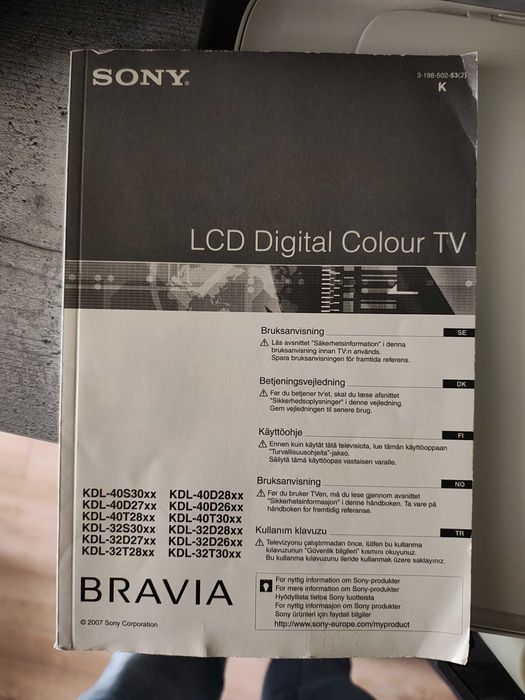 SONY®
3-198-502-53(2)
K
LCD Digital Colour TV
Bruksanvisning SE
Läs avsnittet "Säkerhetsinformation" i denna
bruksanvisning innan TV:n används.
Spara bruksanvisningen för framtida referens.
Betjeningsvejledning DK
Før du betjener tv'et, skal du læse afsnittet
"Sikkerhedsoplysninger" i denne vejledning.
Gem vejledningen til senere brug.
Käyttöohje FI
Ennen kuin käytät tätä televisiota, lue tämän käyttöoppaan
"Turvallisuusohjeita"-jakso.
Säilytä tämä käyttöopas vastaisen varalle.
Bruksanvisning NO
Før du bruker TVen, må du lese gjennom avsnittet
"Sikkerhetsinformasjon" i denne håndboken. Ta vare på
håndboken for fremtidig referanse.
Kullanım klavuzu TR
Televizyonu çalıştırmadan önce, lütfen bu kullanma
kılavuzunun "Güvenlik bilgileri" kısmını okuyunuz.
Bu kullanma kılavuzunu ileride kullanmak üzere saklayınız.
KDL-40S30xx KDL-40D28xx
KDL-40D27xx KDL-40D26xx
KDL-40T28xx KDL-40T30xx
KDL-32S30xx KDL-32D28xx
KDL-32D27xx KDL-32D26xx
KDL-32T28xx KDL-32T30xx
BRAVIA
© 2007 Sony Corporation
För nyttig information om Sony-produkter
For mere information om Sony-produkter
Hyödyllistä tietoa Sony tuotteista
For nyttig informasjon om Sony produkter
Sony ürünleri için faydali bilgiler
http://www.sony-europe.com/myproduct